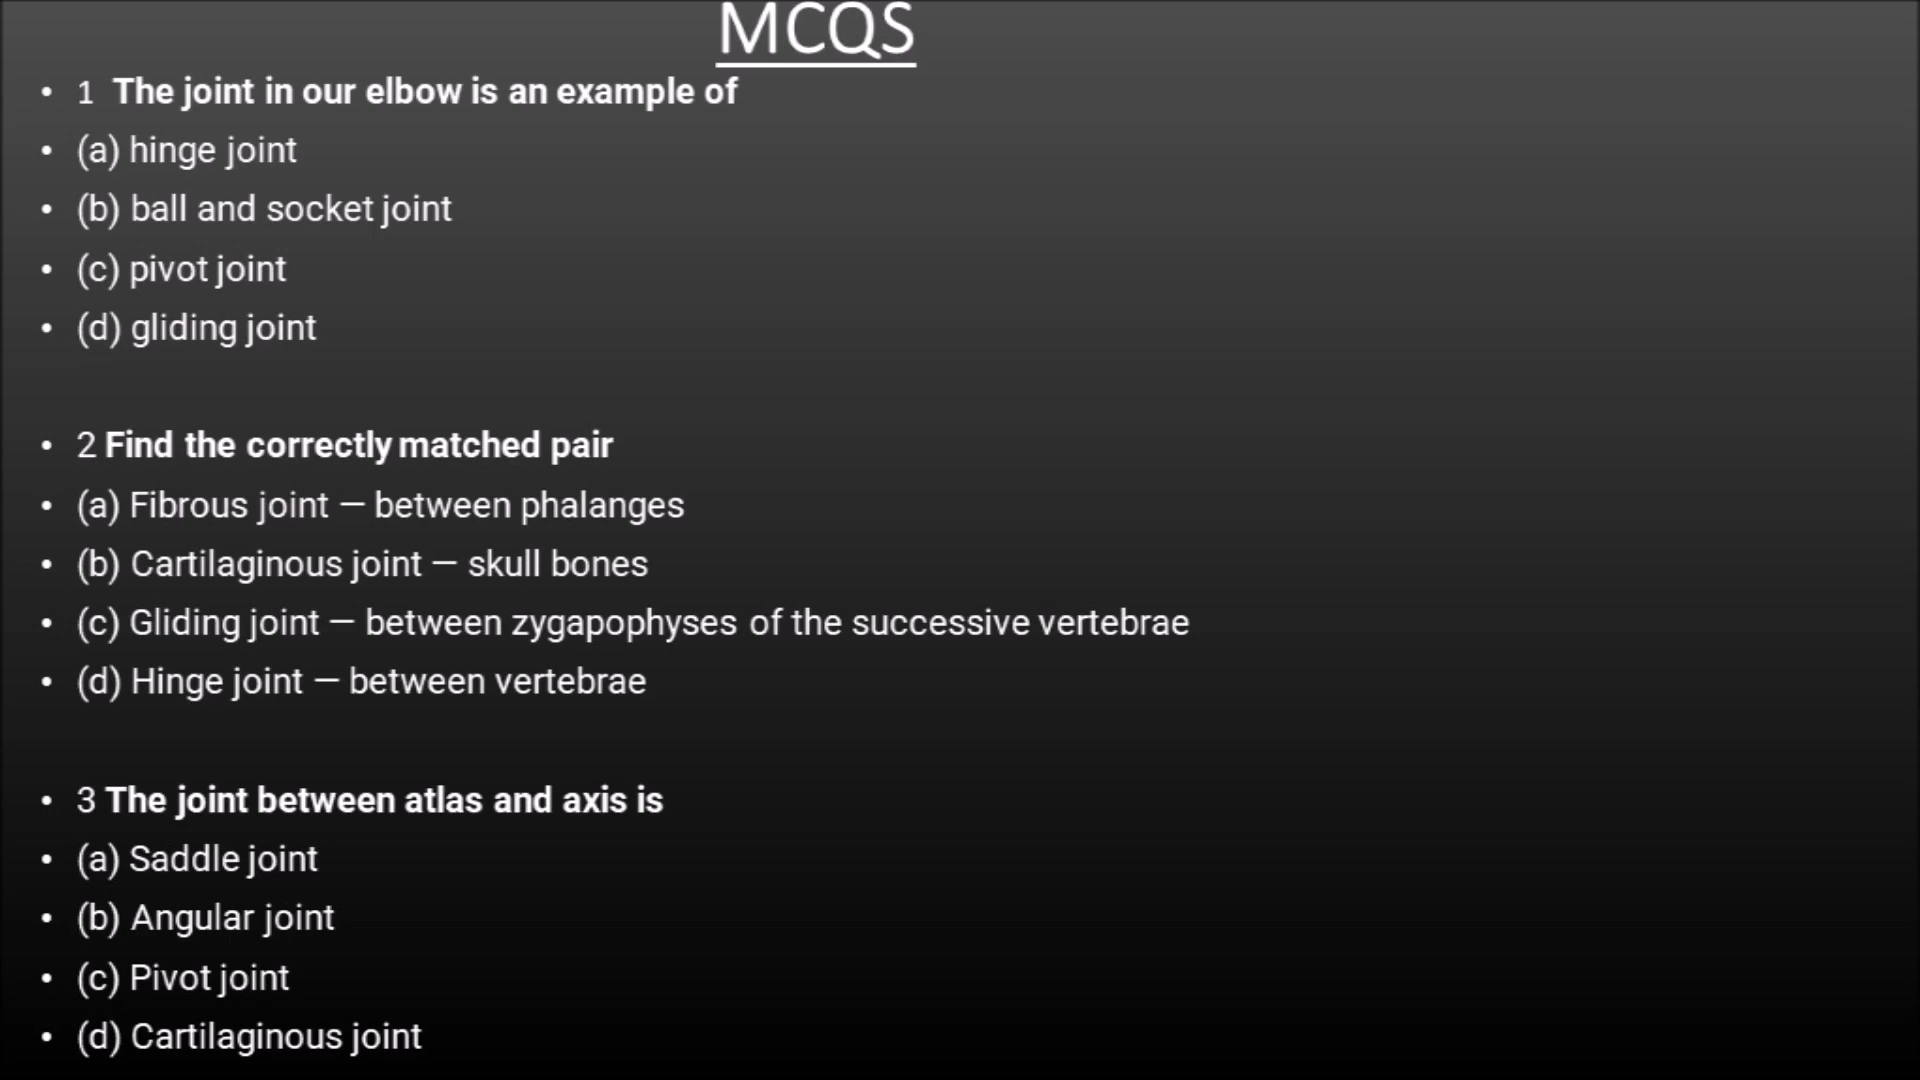 MCQS
• 1 The joint in our elbow is an example of
• (a) hinge joint
• (b) ball and socket joint
• (c) pivot joint
• (d) gliding joint
• 2 Find the correctly matched pair
• (a) Fibrous joint — between phalanges
• (b) Cartilaginous joint — skull bones
• (c) Gliding joint — between zygapophyses of the successive vertebrae
• (d) Hinge joint — between vertebrae
• 3 The joint between atlas and axis is
• (a) Saddle joint
• (b) Angular joint
• (c) Pivot joint
• (d) Cartilaginous joint